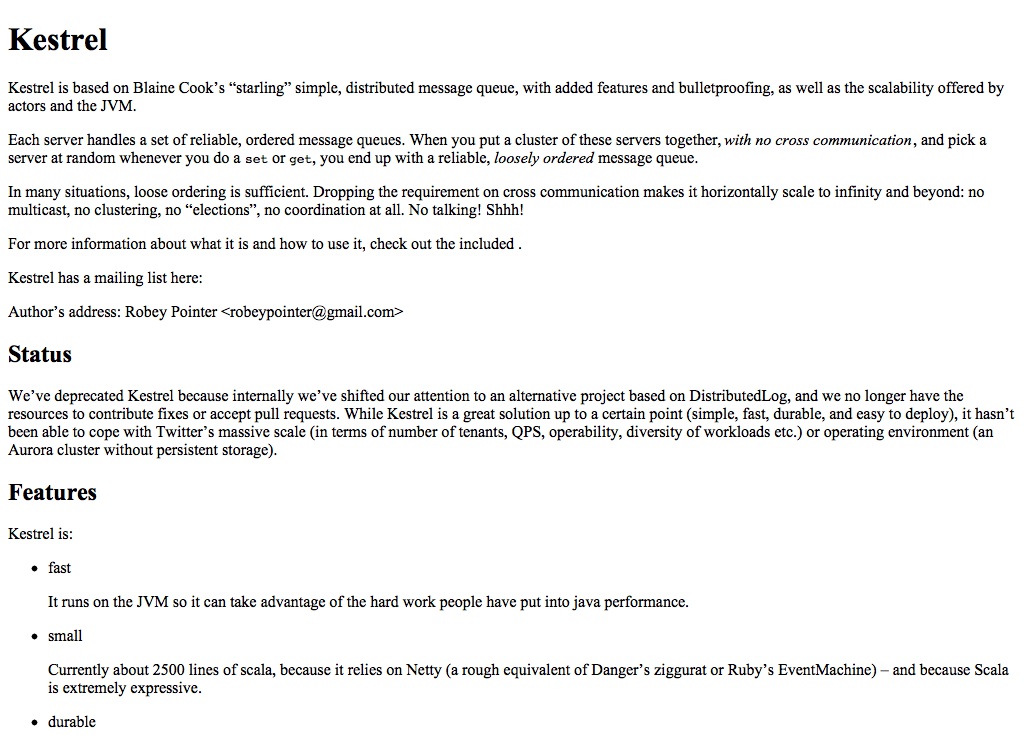 Kestrel
Kestrel is based on Blaine Cook’s “starling” simple, distributed message queue, with added features and bulletproofing, as well as the scalability offered by
actors and the JVM.
Each server handles a set of reliable, ordered message queues. When you put a cluster of these servers together, with no cross communication, and pick a
server at random whenever you do a set or get, you end up with a reliable, loosely ordered message queue.
In many situations, loose ordering is sufficient. Dropping the requirement on cross communication makes it horizontally scale to infinity and beyond: no
multicast, no clustering, no “elections”, no coordination at all. No talking! Shhh!
For more information about what it is and how to use it, check out the included .
Kestrel has a mailing list here:
Author’s address: Robey Pointer <robeypointer@gmail.com>
Status
We’ve deprecated Kestrel because internally we’ve shifted our attention to an alternative project based on DistributedLog, and we no longer have the
resources to contribute fixes or accept pull requests. While Kestrel is a great solution up to a certain point (simple, fast, durable, and easy to deploy), it hasn’t
been able to cope with Twitter’s massive scale (in terms of number of tenants, QPS, operability, diversity of workloads etc.) or operating environment (an
Aurora cluster without persistent storage).
Features
Kestrel is:
• fast
It runs on the JVM so it can take advantage of the hard work people have put into java performance.
• small
Currently about 2500 lines of scala, because it relies on Netty (a rough equivalent of Danger’s ziggurat or Ruby’s EventMachine) – and because Scala
is extremely expressive.
• durable